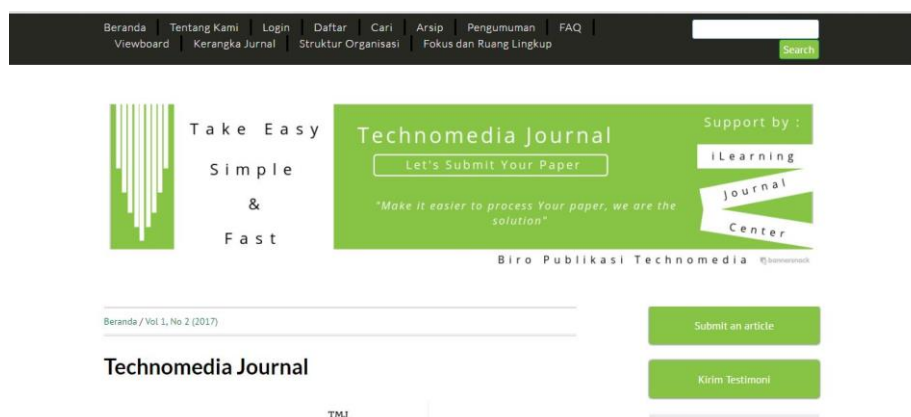 Beranda Tentang Kami Login Daftar Cari Arsip Pengumuman FAQ
Viewboard Kerangka Jurnal Struktur Organisasi Fokus dan Ruang Lingkup
Search
Take Easy
Simple
&
Fast
Technomedia Journal
Let's Submit Your Paper
"Make it easier to process Your paper, we are the
solution"
Support by :
iLearning
Journal
Center
Biro Publikasi Technomedia
bannersnack
Beranda / Vol 1, No 2 (2017)
Technomedia Journal
TMJ
Submit an article
Kirim Testimoni